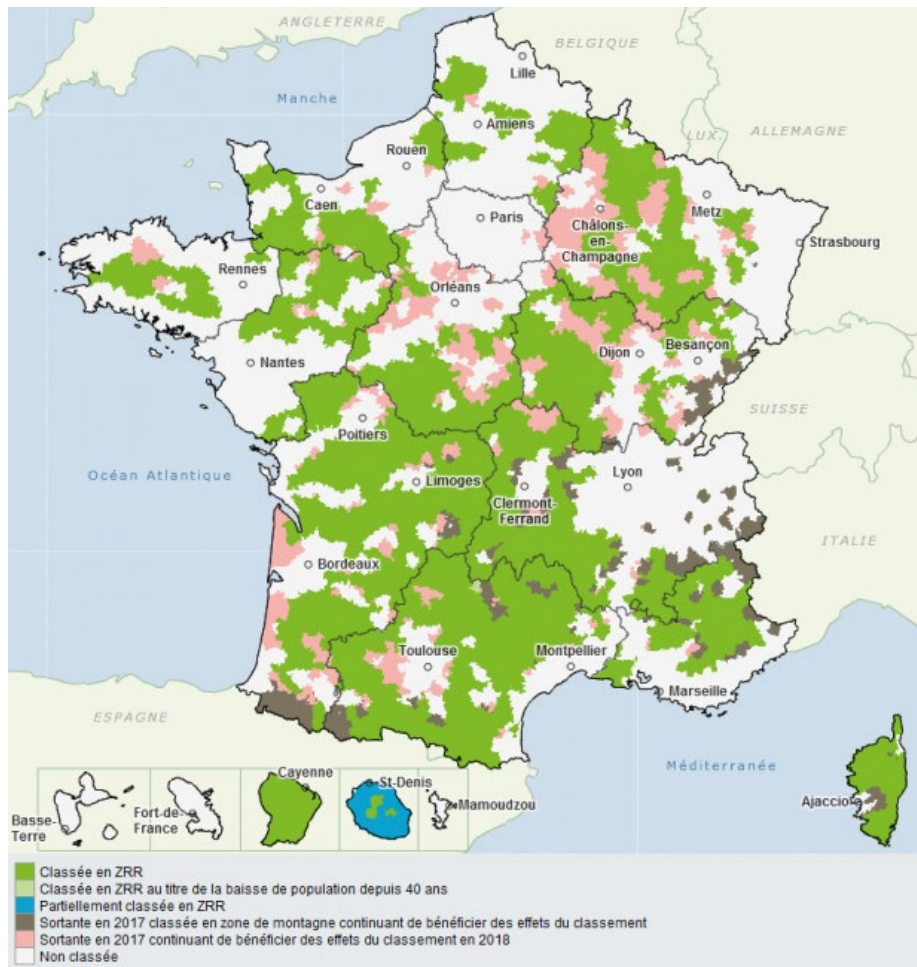 ANGLETERRE
BELGIQUE
Lille
Manche
Amiens
ALLEMAGNE
LUX.
Rouen
Caen
Metz
Paris
Châlons-
en-
Champagne
Strasbourg
Rennes
Orléans
Nantes
Dijon
Besançon
SUISSE
Poitiers
Océan Atlantique
Limoges
Lyon
Clermont-
Ferrand
ITALIE
Bordeaux
Toulouse
Montpellier
Marseille
ESPAGNE
Méditerranée
Ajaccio
Cayenne
St-Denis
Mamoudzou
Fort-de-
France
Basse-
Terre
Classée en ZRR
Classée en ZRR au titre de la baisse de population depuis 40 ans
Partiellement classée en ZRR
Sortante en 2017 classée en zone de montagne continuant de bénéficier des effets du classement
Sortante en 2017 continuant de bénéficier des effets du classement en 2018
Non classée